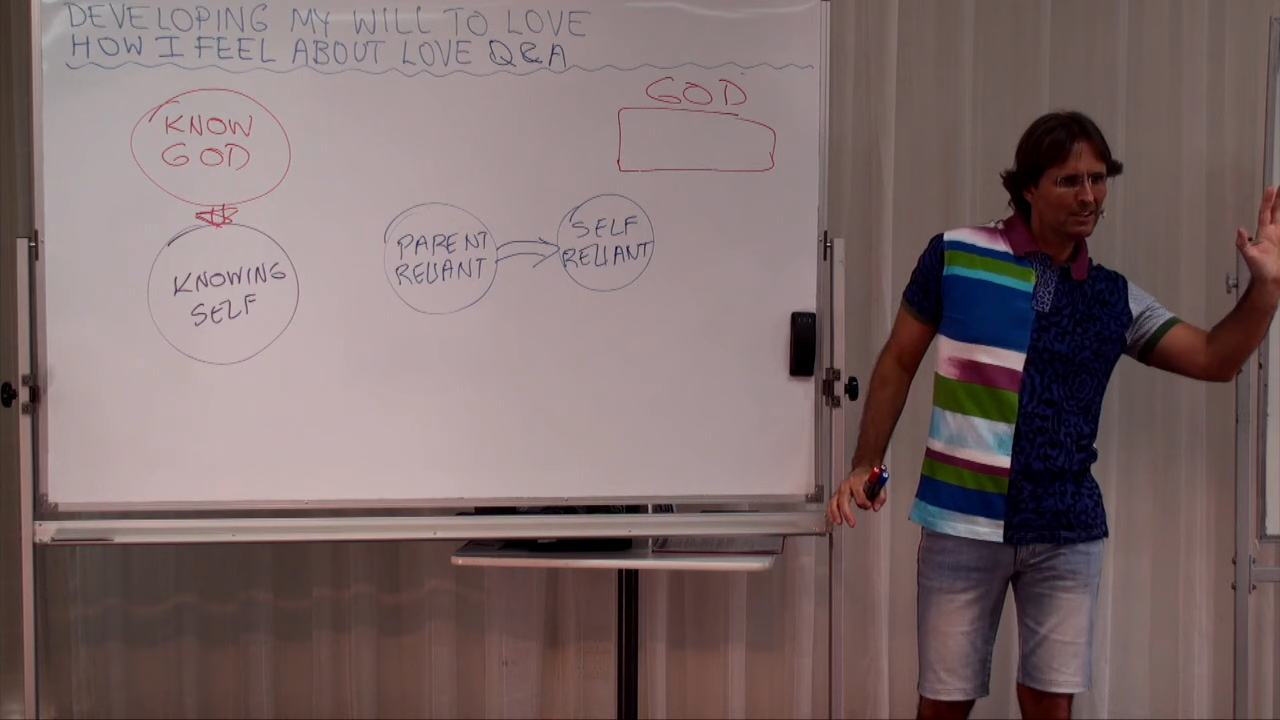 DEVELOPING MY WILL TO LOVE
HOW I FEEL ABOUT LOVE Q&A
KNOW
GOD
KNOWING
SELF
PARENT
RELIANT
SELF
RELIANT
GOD